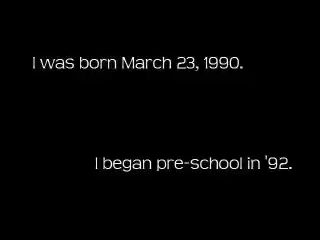 I was born March 23, 1990.
I began pre-school in '92.